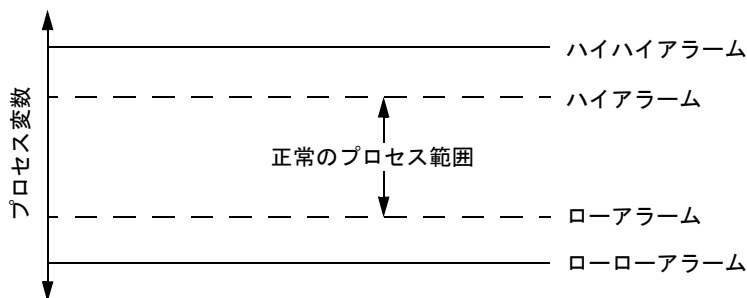 プロセス変数
ハイハイアラーム
ハイアラーム
正常のプロセス範囲
ローアラーム
ローローアラーム